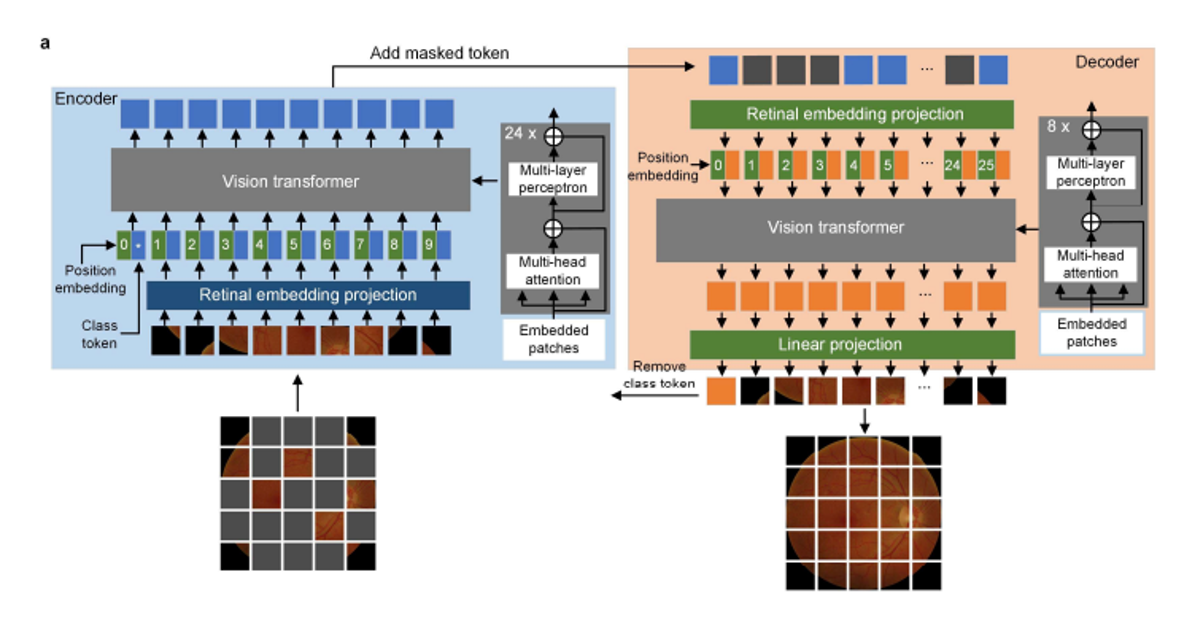 a
Add masked token
Encoder
Vision transformer
0 * 1 2 3 4 5 6 7 8 9
Position
embedding
Retinal embedding projection
Class
token
24 x
Multi-layer
perceptron
Multi-head
attention
Embedded
patches
Decoder
...
Retinal embedding projection
Position
embedding
0 1 2 3 4 5 ... 24 25
Vision transformer
...
Linear projection
Remove
class token
...
8 x
Multi-layer
perceptron
Multi-head
attention
Embedded
patches